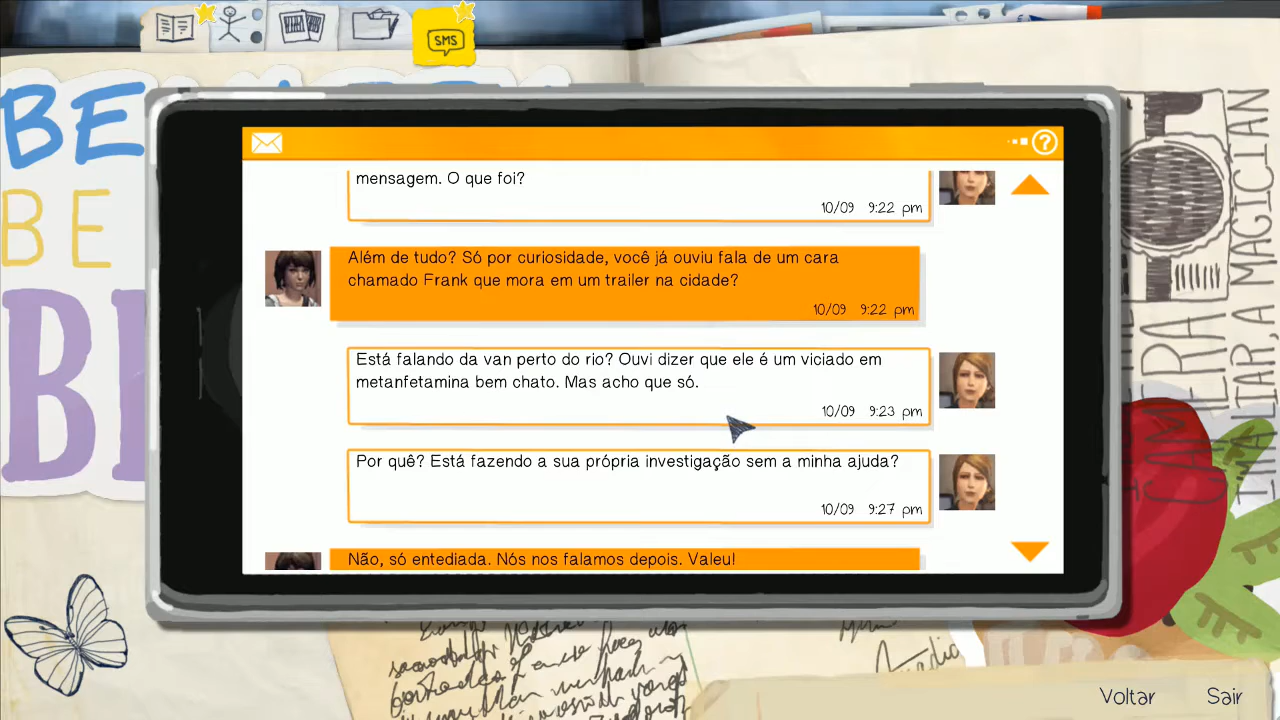 SMS
BE
BE
mensagem. O que foi?
10/09 9:22 pm
Além de tudo? Só por curiosidade, você já ouviu fala de um cara
chamado Frank que mora em um trailer na cidade?
10/09 9:22 pm
Está falando da van perto do rio? Ouvi dizer que ele é um viciado em
metanfetamina bem chato. Mas acho que só.
10/09 9:23 pm
Por quê? Está fazendo a sua própria investigação sem a minha ajuda?
10/09 9:27 pm
Não, só entediada. Nós nos falamos depois. Valeu!
CAMERA
MAGICIAN
Voltar
Sair